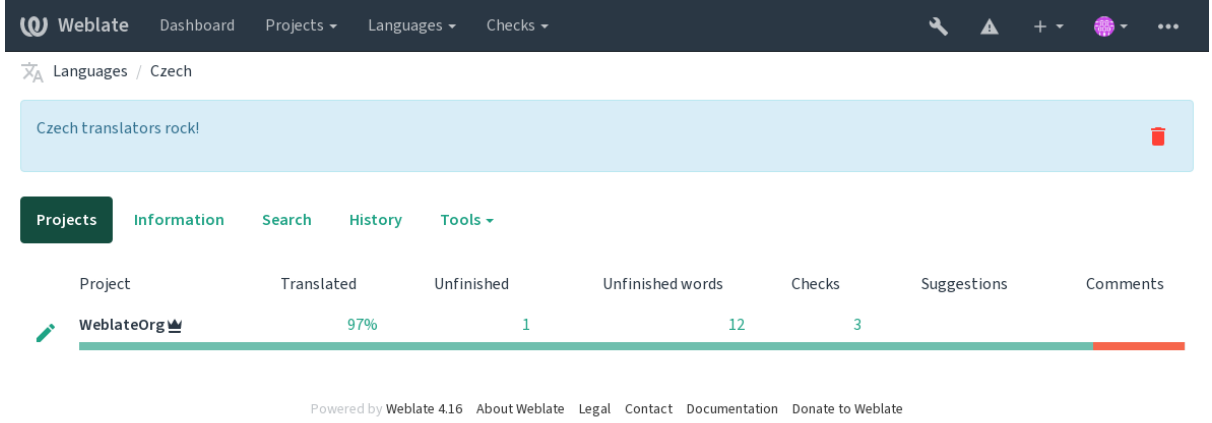 Weblate Dashboard Projects Languages Checks
Languages / Czech
Czech translators rock!
Projects Information Search History Tools
Project Translated Unfinished Unfinished words Checks Suggestions Comments
WeblateOrg 97% 1 12 3
Powered by Weblate 4.16 About Weblate Legal Contact Documentation Donate to Weblate